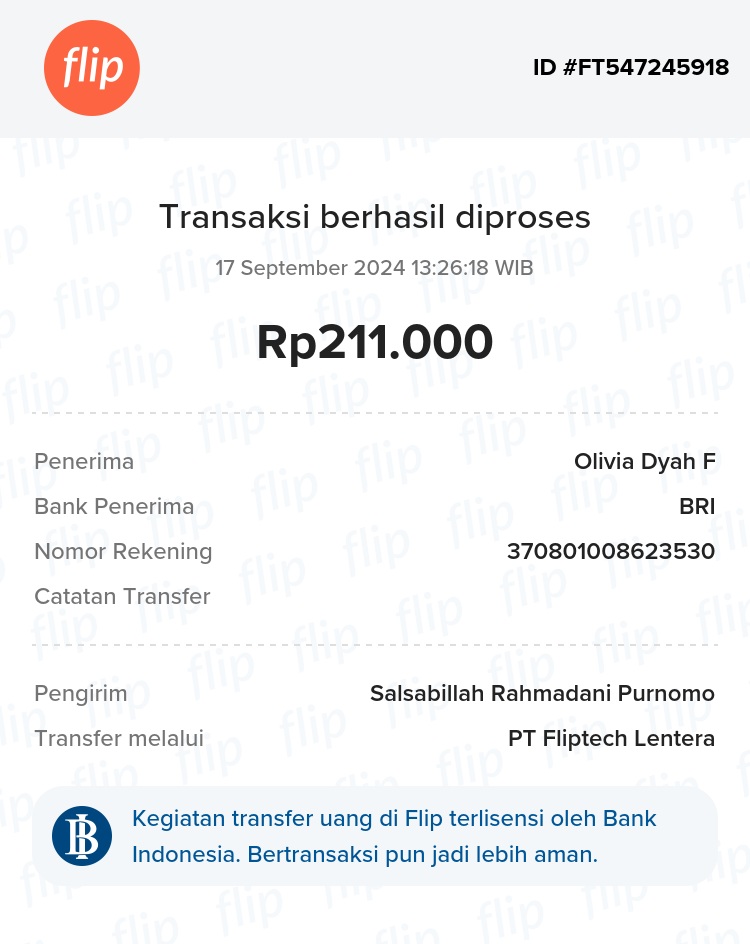 flip
ID #FT547245918
Transaksi berhasil diproses
17 September 2024 13:26:18 WIB
Rp211.000
Penerima Olivia Dyah F
Bank Penerima BRI
Nomor Rekening 370801008623530
Catatan Transfer
Pengirim Salsabillah Rahmadani Purnomo
Transfer melalui PT Fliptech Lentera
Kegiatan transfer uang di Flip terlisensi oleh Bank
Indonesia. Bertransaksi pun jadi lebih aman.